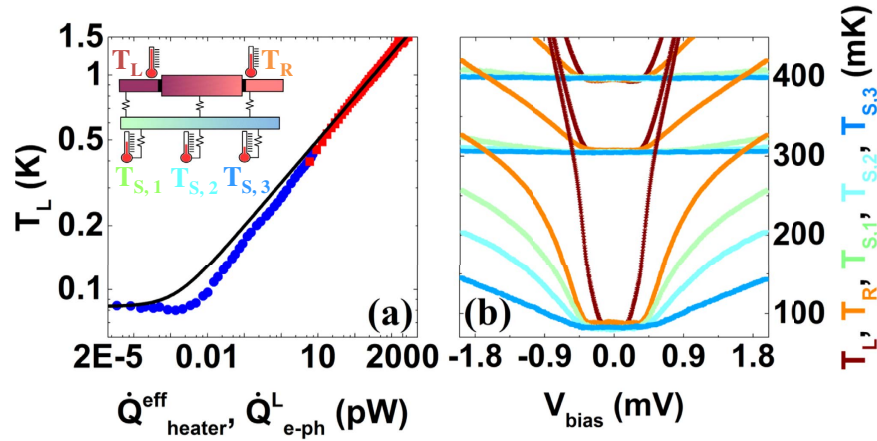 1.5
1
0.5
0.2
0.1
T_L (K)
T_L
T_R
T_S, 1
T_S, 2
T_S, 3
(a)
2E-5
0.01
10
2000
Q̇^eff_heater, Q̇^L_e-ph (pW)
(b)
400
300
200
100
-1.8
-0.9
0.0
0.9
1.8
V_bias (mV)
T_L, T_R, T_S.1, T_S.2, T_S.3 (mK)